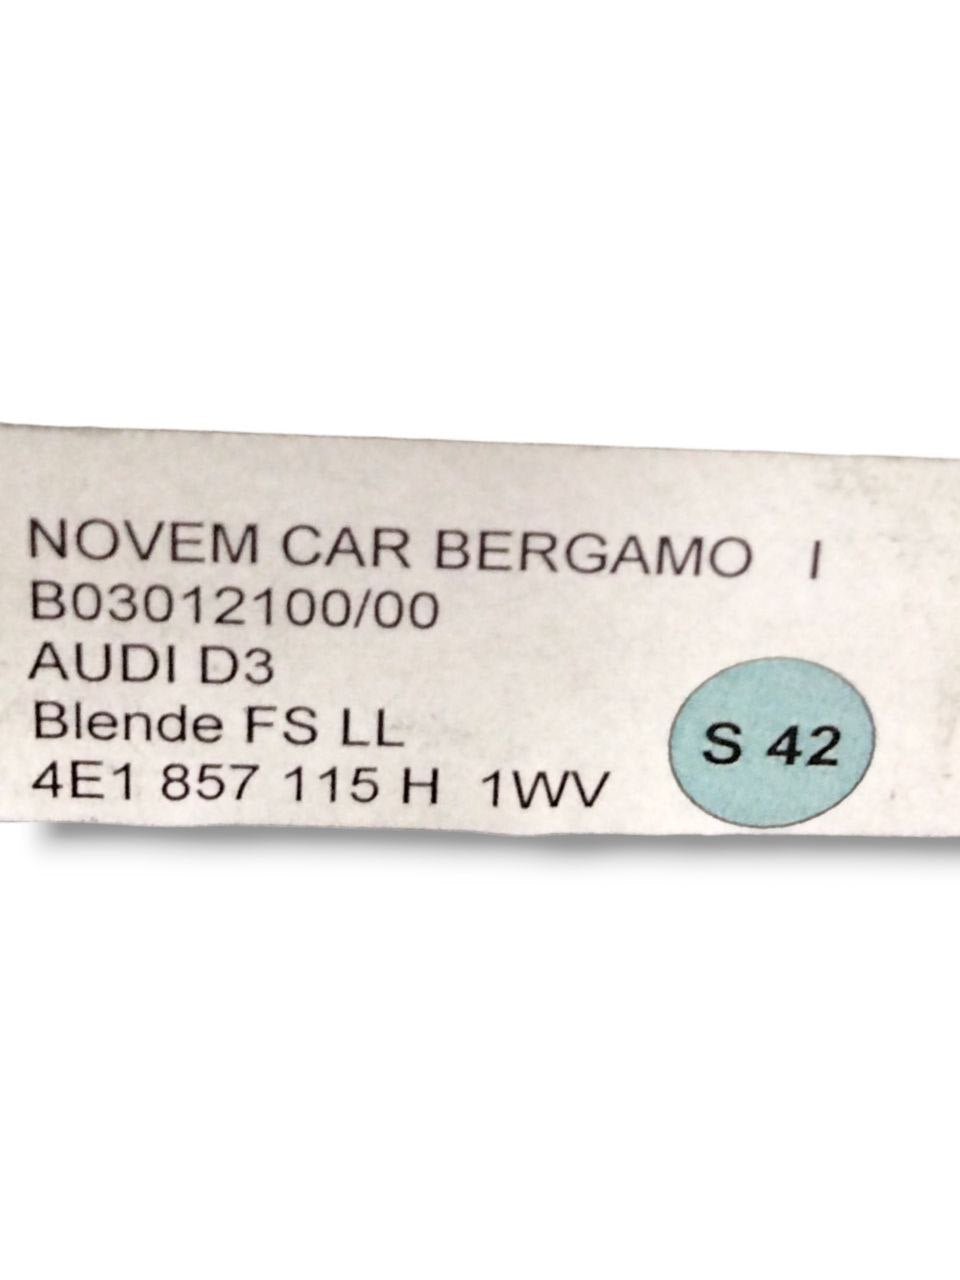 NOVEM CAR BERGAMO I
B03012100/00
AUDI D3
Blende FS LL
4E1 857 115 H 1WV
S 42